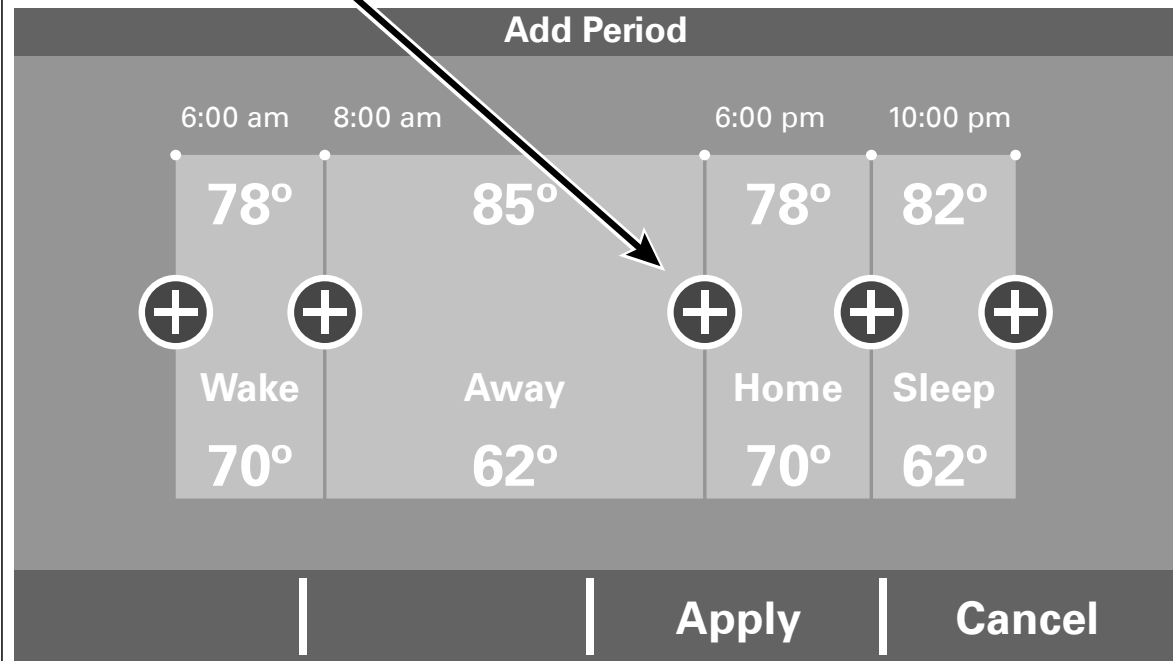 Add Period
6:00 am 8:00 am 6:00 pm 10:00 pm
78º 85º 78º 82º
Wake Away Home Sleep
70º 62º 70º 62º
Apply Cancel